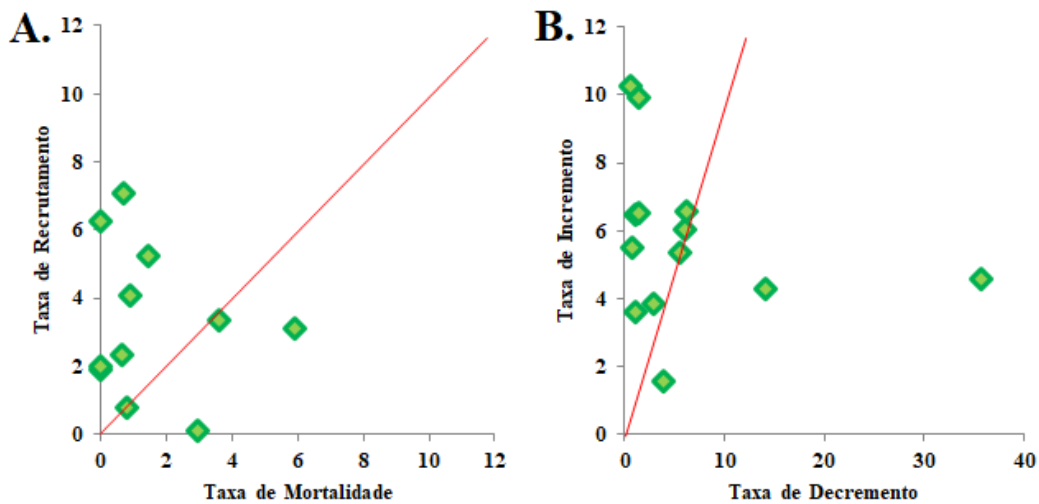 A.
Taxa de Recrutamento
12
10
8
6
4
2
0
0 2 4 6 8 10 12
Taxa de Mortalidade
B.
Taxa de Incremento
12
10
8
6
4
2
0
0 10 20 30 40
Taxa de Decremento